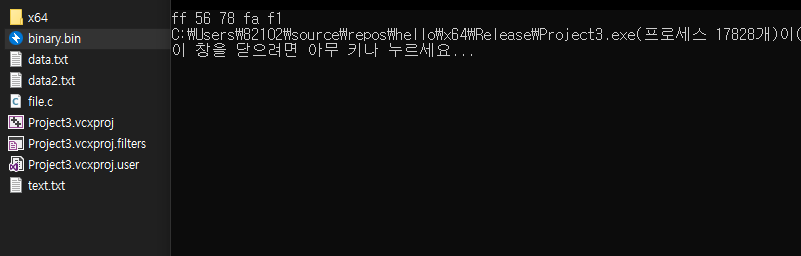 x64
binary.bin
data.txt
data2.txt
file.c
Project3.vcxproj
Project3.vcxproj.filters
Project3.vcxproj.user
text.txt
ff 56 78 fa f1
C:₩Users₩82102₩source₩repos₩hello₩x64₩Release₩Project3.exe(프로세스 17828개)이(
이 창을 닫으려면 아무 키나 누르세요...